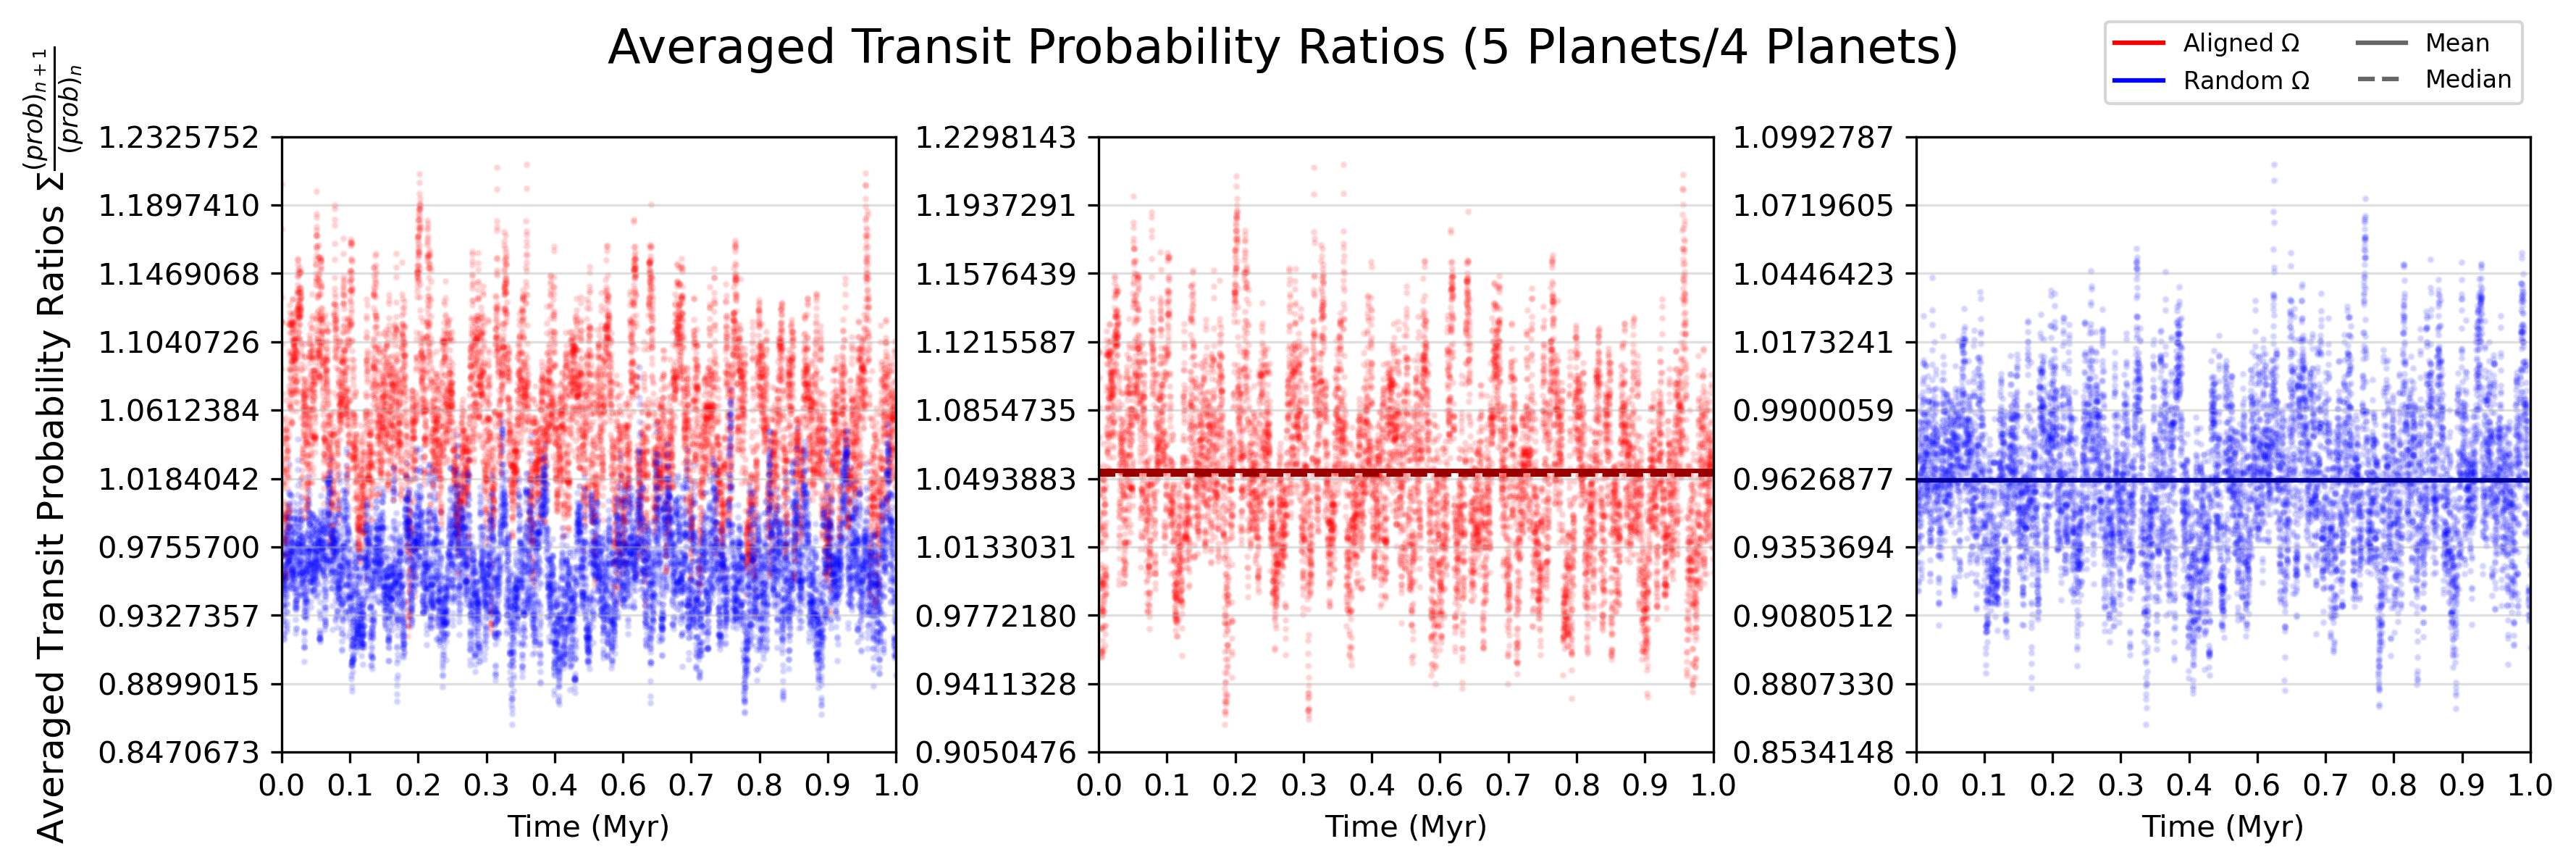 Averaged Transit Probability Ratios (5 Planets/4 Planets)
Aligned Ω
Random Ω
Mean
Median
Averaged Transit Probability Ratios Σ (prob)n+1 / (prob)n
1.2325752
1.1897410
1.1469068
1.1040726
1.0612384
1.0184042
0.9755700
0.9327357
0.8899015
0.8470673
0.0 0.1 0.2 0.3 0.4 0.6 0.7 0.8 0.9 1.0
Time (Myr)
1.2298143
1.1937291
1.1576439
1.1215587
1.0854735
1.0493883
1.0133031
0.9772180
0.9411328
0.9050476
0.0 0.1 0.2 0.3 0.4 0.6 0.7 0.8 0.9 1.0
Time (Myr)
1.0992787
1.0719605
1.0446423
1.0173241
0.9900059
0.9626877
0.9353694
0.9080512
0.8807330
0.8534148
0.0 0.1 0.2 0.3 0.4 0.6 0.7 0.8 0.9 1.0
Time (Myr)